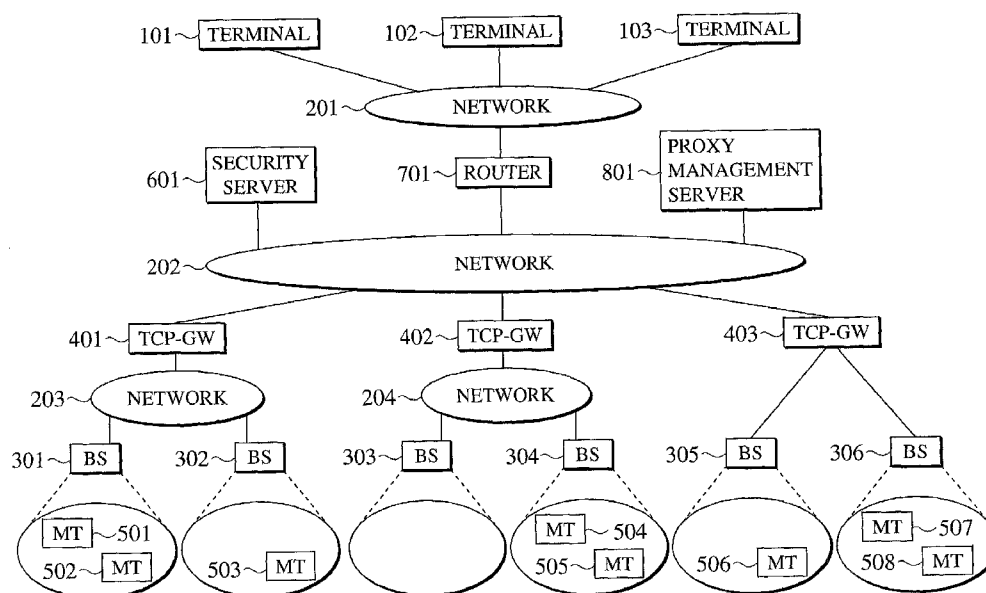 101 TERMINAL 102 TERMINAL 103 TERMINAL
201 NETWORK
601 SECURITY SERVER
701 ROUTER
801 PROXY MANAGEMENT SERVER
202 NETWORK
401 TCP-GW 402 TCP-GW 403 TCP-GW
203 NETWORK 204 NETWORK
301 BS 302 BS 303 BS 304 BS 305 BS 306 BS
MT 501 MT 504 MT 507
502 MT 503 MT 505 MT 506 MT 508 MT